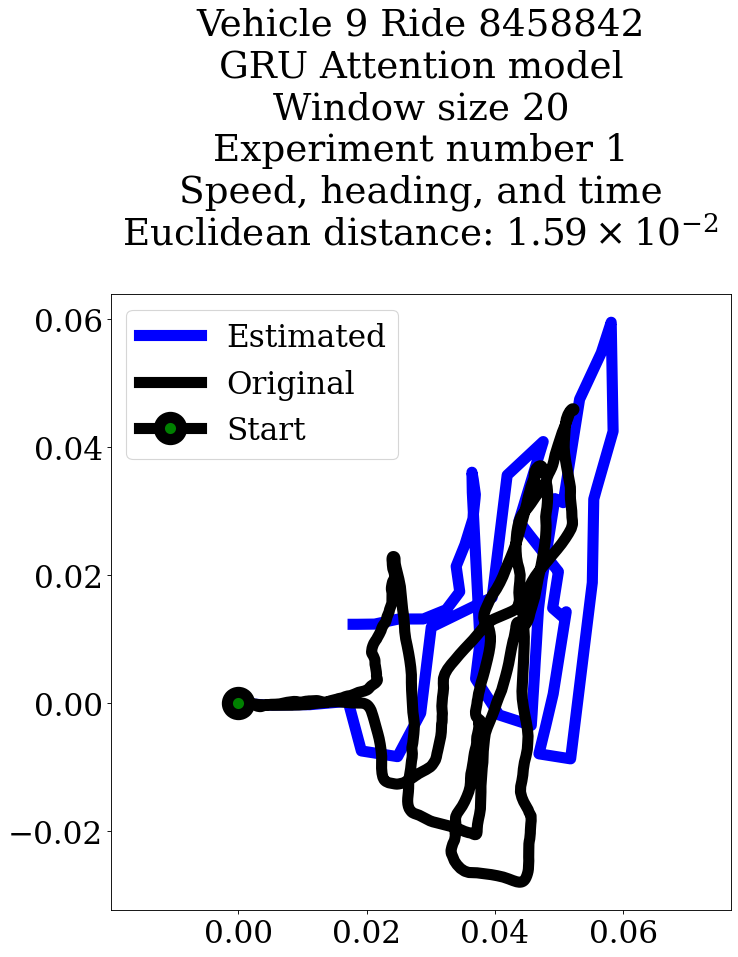 Vehicle 9 Ride 8458842
GRU Attention model
Window size 20
Experiment number 1
Speed, heading, and time
Euclidean distance: 1.59 × 10⁻²
Estimated
Original
Start
0.06
0.04
0.02
0.00
−0.02
0.00 0.02 0.04 0.06